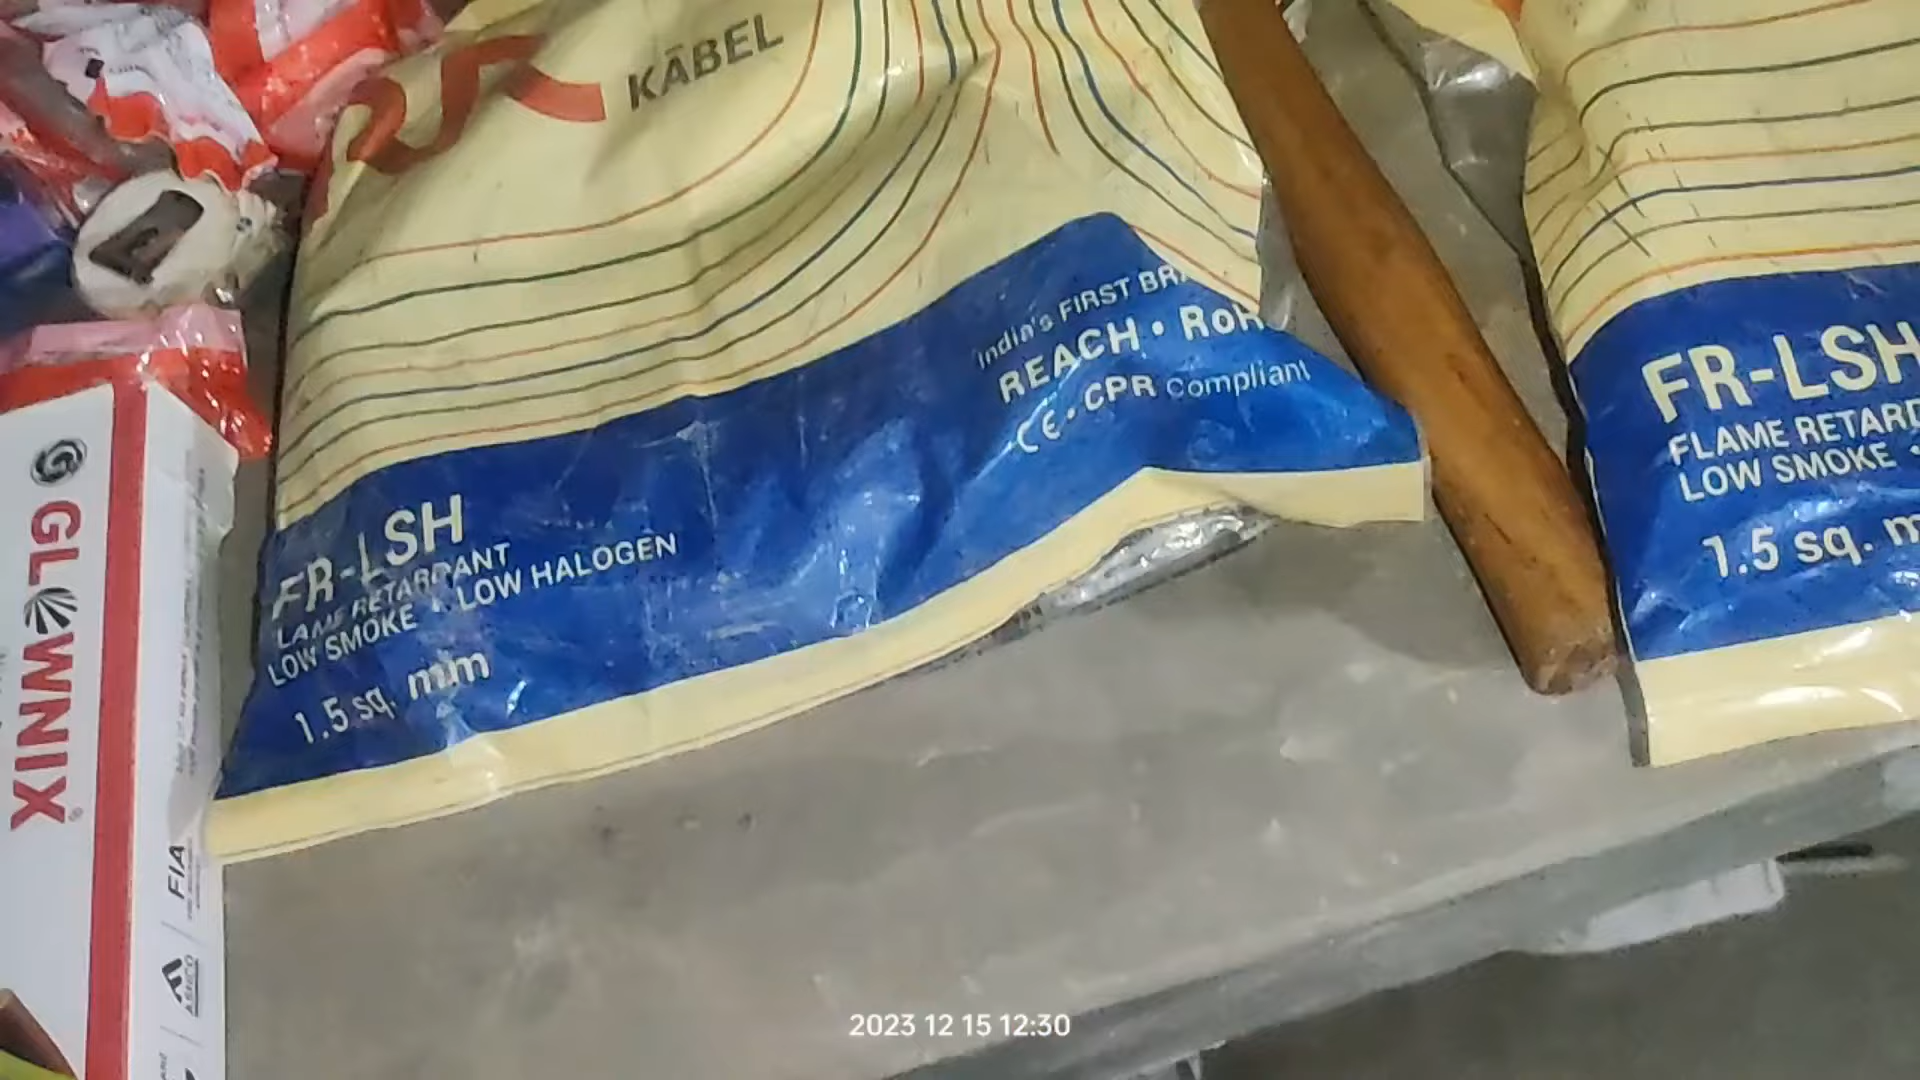 RR KABEL
India's FIRST
REACH • RoH
CE • CPR Compliant
FR-LSH
LAME RETARDANT
LOW SMOKE • LOW HALOGEN
1.5 sq. mm
FR-LSH
FLAME RETARD
LOW SMOKE •
1.5 sq. m
GLOWNIX
FIA
2023 12 15 12:30